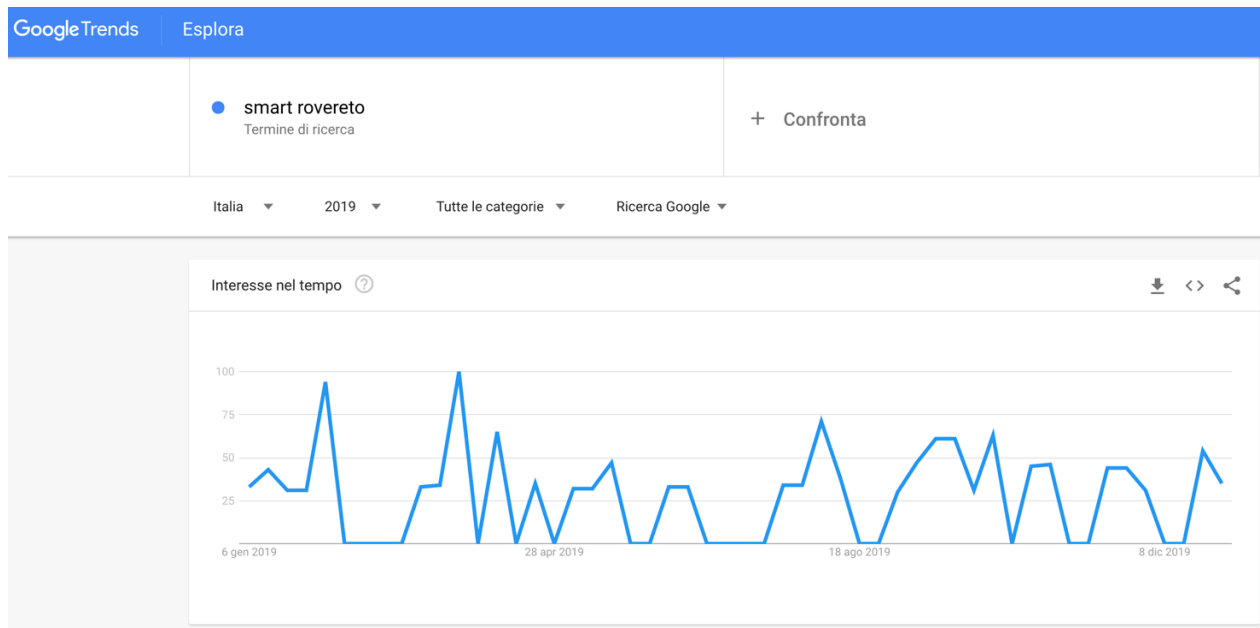 Google Trends Esplora
smart rovereto
Termine di ricerca
+ Confronta
Italia 2019 Tutte le categorie Ricerca Google
Interesse nel tempo ?
100
75
50
25
6 gen 2019 28 apr 2019 18 ago 2019 8 dic 2019